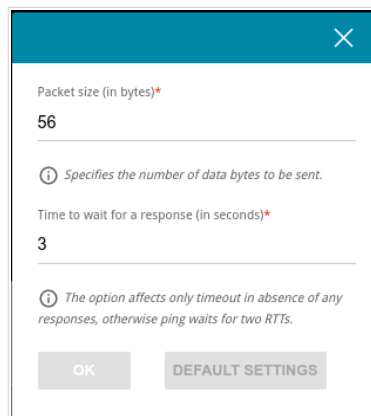 Packet size (in bytes)*
56
Specifies the number of data bytes to be sent.
Time to wait for a response (in seconds)*
3
The option affects only timeout in absence of any
responses, otherwise ping waits for two RTTs.
OK
DEFAULT SETTINGS